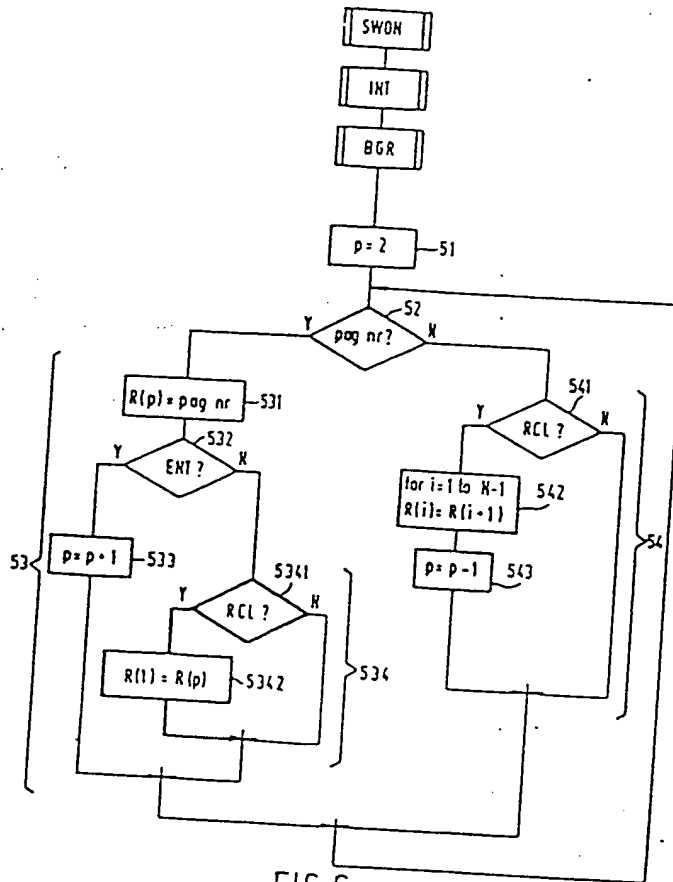 SWON
INT
BGR
p = 2
51
52
Y
pag nr?
N
R(p) = pag nr
531
532
Y
ENT ?
N
p = p + 1
533
53
5341
Y
RCL ?
N
R(1) = R(p)
5342
534
541
Y
RCL ?
N
for i=1 to N-1
R(i) = R(i+1)
542
p = p-1
543
54